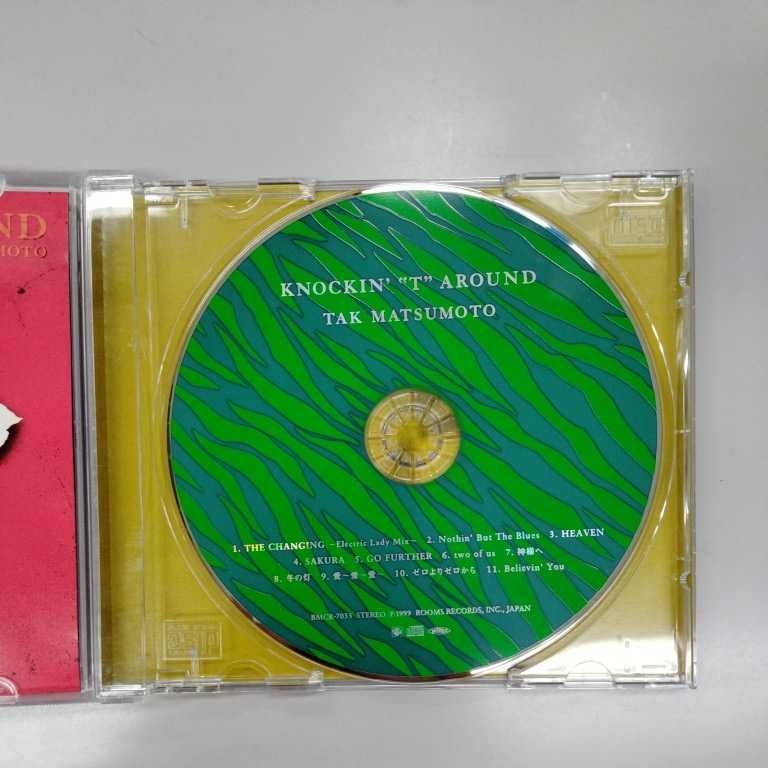 ND
MOTO
KNOCKIN' "T" AROUND
TAK MATSUMOTO
1. THE CHANGING ~Electric Lady Mix~ 2. Nothin' But The Blues 3. HEAVEN
4. SAKURA 5. GO FURTHER 6. two of us 7. 神様へ
8. 冬の灯 9. 愛~愛~愛~ 10. ゼロよりゼロから 11. Believin' You
BMCR-7033 STEREO ℗1999 ROOMS RECORDS, INC., JAPAN